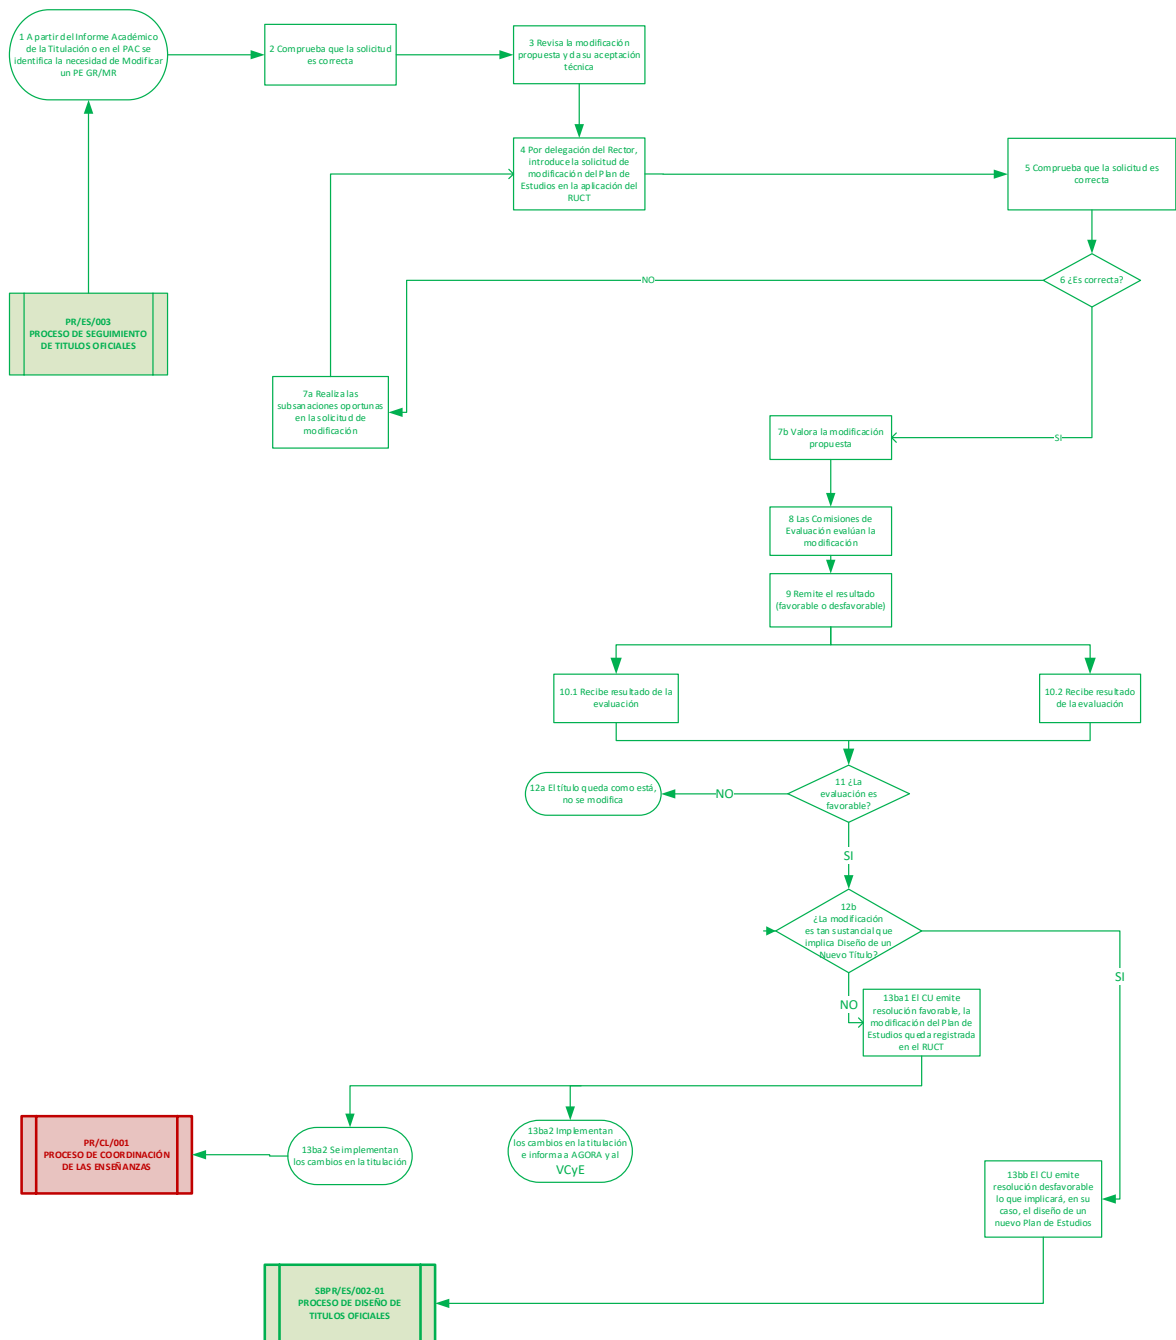 1 A partir del Informe Académico
de la Titulación o en el PAC se
identifica la necesidad de Modificar
un PE GR/MR
2 Comprueba que la solicitud
es correcta
3 Revisa la modificación
propuesta y da su aceptación
técnica
4 Por delegación del Rector,
introduce la solicitud de
modificación del Plan de
Estudios en la aplicación del
RUCT
5 Comprueba que la solicitud es
correcta
6 ¿Es correcta?
NO
PR/ES/003
PROCESO DE SEGUIMIENTO
DE TITULOS OFICIALES
7a Realiza las
subsanaciones oportunas
en la solicitud de
modificación
7b Valora la modificación
propuesta
SI
8 Las Comisiones de
Evaluación evalúan la
modificación
9 Remite el resultado
(favorable o desfavorable)
10.1 Recibe resultado de la
evaluación
10.2 Recibe resultado
de la evaluación
11 ¿La
evaluación es
favorable?
NO
12a El título queda como está,
no se modifica
SI
12b
¿La modificación
es tan sustancial que
implica Diseño de un
Nuevo Título?
SI
NO
13ba1 El CU emite
resolución favorable, la
modificación del Plan de
Estudios queda registrada
en el RUCT
PR/CL/001
PROCESO DE COORDINACIÓN
DE LAS ENSEÑANZAS
13ba2 Se implementan
los cambios en la titulación
13ba2 Implementan
los cambios en la titulación
e informa a AGORA y al
VCyE
13bb El CU emite
resolución desfavorable
lo que implicará, en su
caso, el diseño de un
nuevo Plan de Estudios
SBPR/ES/002-01
PROCESO DE DISEÑO DE
TITULOS OFICIALES